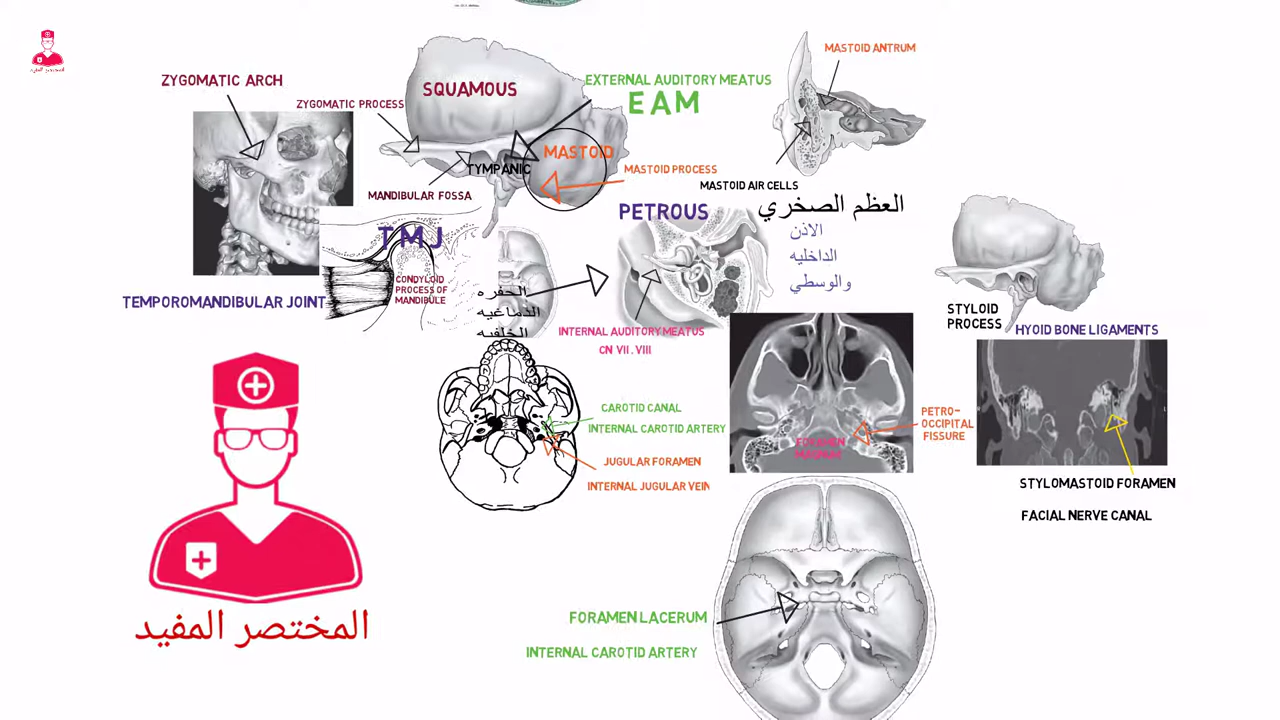 MASTOID ANTRUM
ZYGOMATIC ARCH
EXTERNAL AUDITORY MEATUS
EAM
SQUAMOUS
ZYGOMATIC PROCESS
MASTOID
TYMPANIC
MASTOID PROCESS
MASTOID AIR CELLS
MANDIBULAR FOSSA
PETROUS
العظم الصخري
الاذن
الداخليه
والوسطي
TMJ
CONDYLOID
PROCESS OF
MANDIBULE
TEMPOROMANDIBULAR JOINT
الحفره
الدماغيه
الخلفيه
INTERNAL AUDITORY MEATUS
CN VII . VIII
STYLOID
PROCESS
HYOID BONE LIGAMENTS
CAROTID CANAL
INTERNAL CAROTID ARTERY
JUGULAR FORAMEN
INTERNAL JUGULAR VEIN
PETRO-
OCCIPITAL
FISSURE
FORAMEN
MAGNUM
STYLOMASTOID FORAMEN
FACIAL NERVE CANAL
FORAMEN LACERUM
INTERNAL CAROTID ARTERY
المختصر المفيد